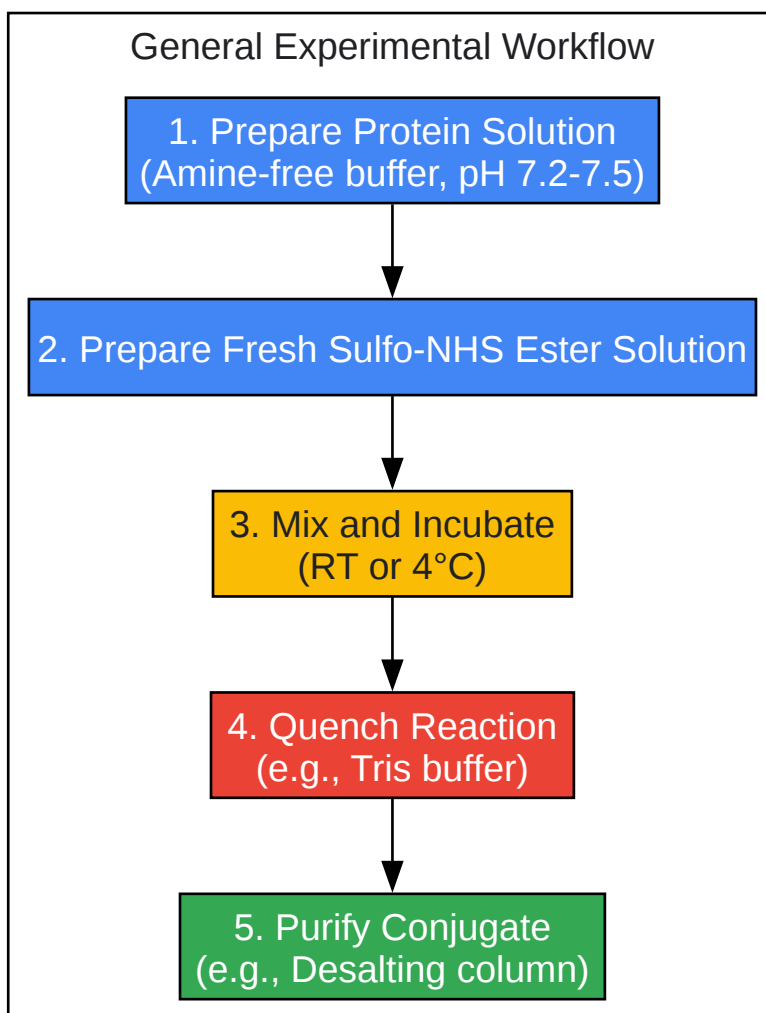 General Experimental Workflow
1. Prepare Protein Solution
(Amine-free buffer, pH 7.2-7.5)
2. Prepare Fresh Sulfo-NHS Ester Solution
3. Mix and Incubate
(RT or 4°C)
4. Quench Reaction
(e.g., Tris buffer)
5. Purify Conjugate
(e.g., Desalting column)